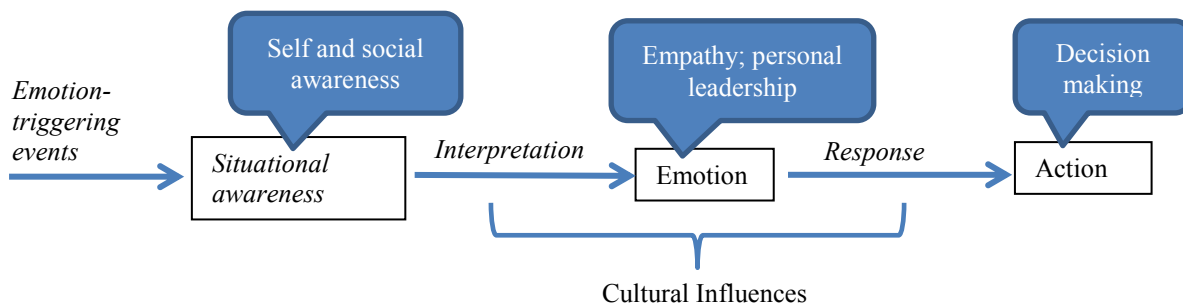 Emotion-
triggering
events
Self and social
awareness
Situational
awareness
Interpretation
Empathy; personal
leadership
Emotion
Response
Decision
making
Action
Cultural Influences